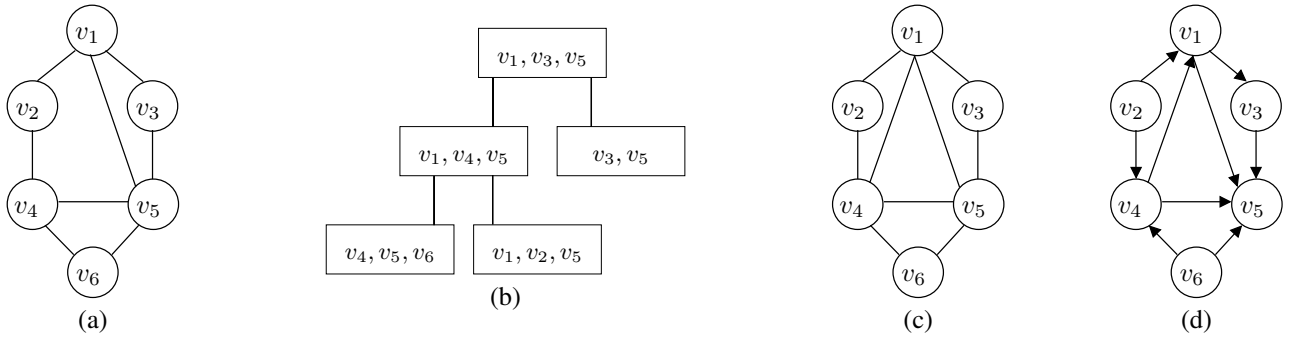 v₁
v₂
v₃
v₄
v₅
v₆
(a)
v₁, v₃, v₅
v₁, v₄, v₅
v₃, v₅
v₄, v₅, v₆
v₁, v₂, v₅
(b)
v₁
v₂
v₃
v₄
v₅
v₆
(c)
v₁
v₂
v₃
v₄
v₅
v₆
(d)